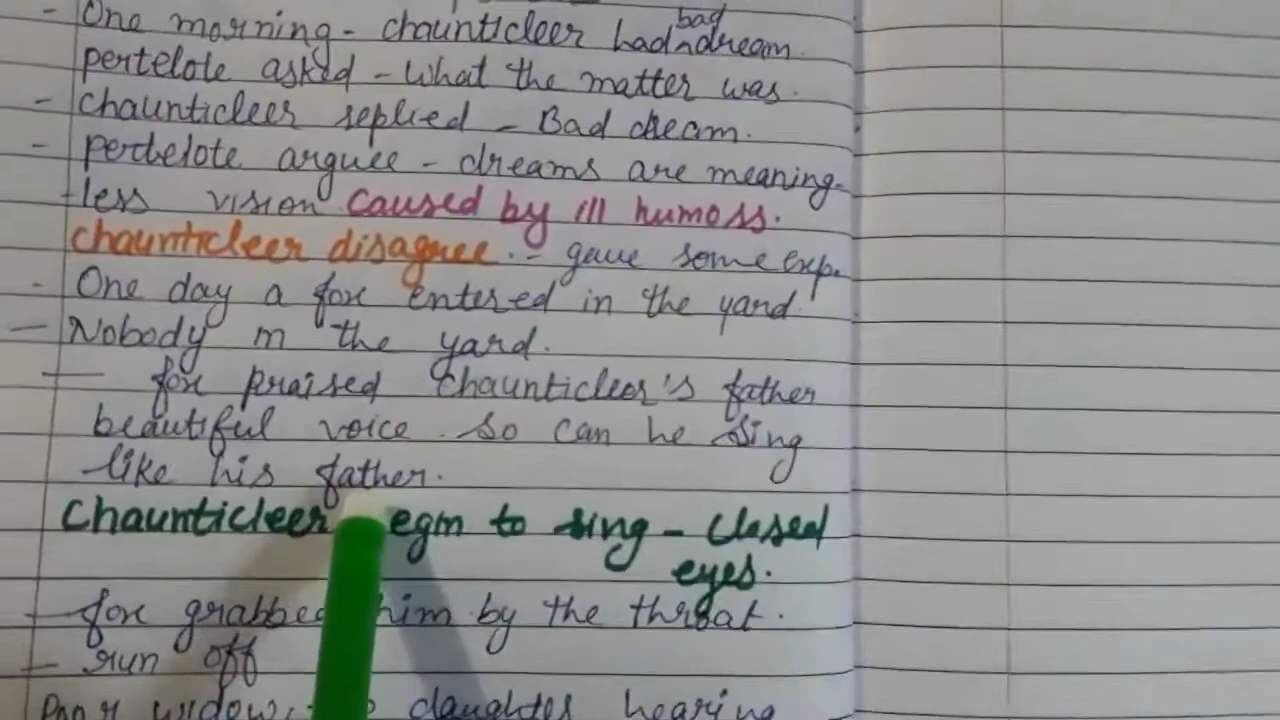 - One morning - chaunticleer had bad dream.
pertelote asked - what the matter was.
- Chaunticleer replied - Bad dream.
- pertelote arguee - dreams are meaning-
less vision caused by ill humoss.
chaunticleer disagree. - gave some exp.
- One day a fox entered in the yard.
- Nobody in the yard.
- fox praised Chaunticleer's father
beautiful voice. so can he sing
like his father.
Chaunticleer egin to sing - closed
eyes.
- fox grabbed him by the throat.
- run off
Poor widow daughter hearing